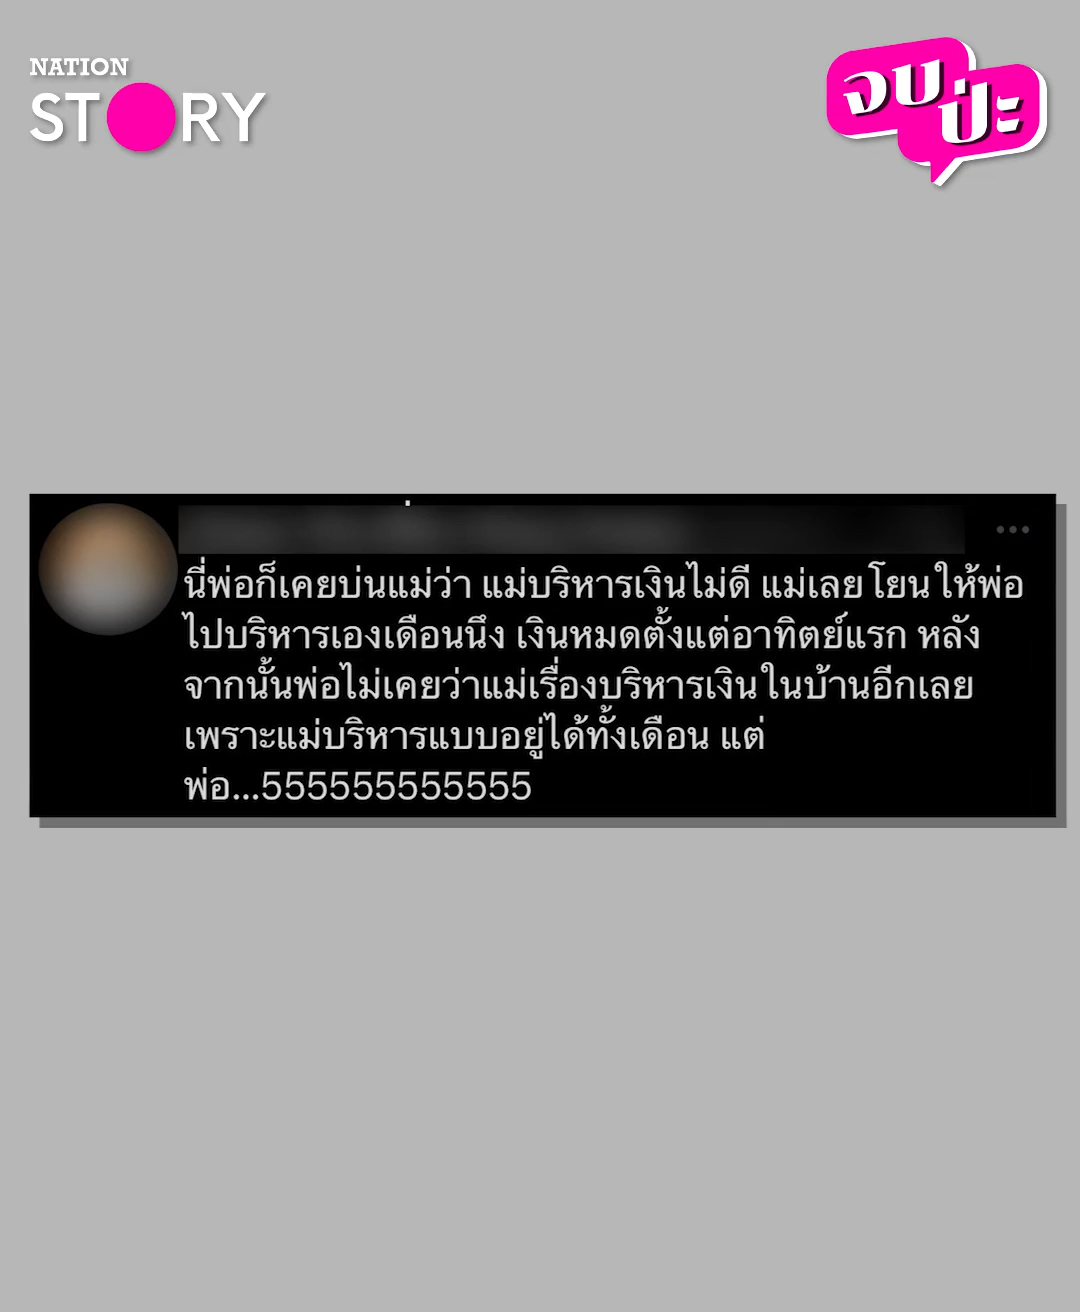 NATION
STORY
จบ
ป่ะ
นี่พ่อก็เคยบ่นแม่ว่า แม่บริหารเงินไม่ดี แม่เลยโยนให้พ่อ
ไปบริหารเองเดือนนึง เงินหมดตั้งแต่อาทิตย์แรก หลัง
จากนั้นพ่อไม่เคยว่าแม่เรื่องบริหารเงินในบ้านอีกเลย
เพราะแม่บริหารแบบอยู่ได้ทั้งเดือน แต่
พ่อ...555555555555